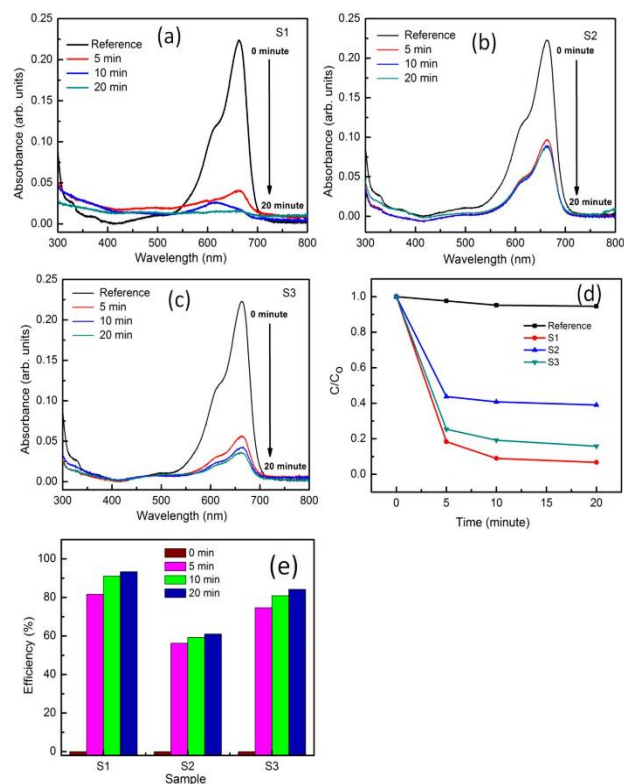 S1
(a)
Reference
5 min
10 min
20 min
0 minute
20 minute
0.25
0.20
0.15
0.10
0.05
0.00
Absorbance (arb. units)
300 400 500 600 700 800
Wavelength (nm)
S2
(b)
Reference
5 min
10 min
20 min
0 minute
20 minute
0.25
0.20
0.15
0.10
0.05
0.00
Absorbance (arb. units)
300 400 500 600 700 800
Wavelength (nm)
S3
(c)
Reference
5 min
10 min
20 min
0 minute
20 minute
0.25
0.20
0.15
0.10
0.05
0.00
Absorbance (arb. units)
300 400 500 600 700 800
Wavelength (nm)
(d)
Reference
S1
S2
S3
1.0
0.8
0.6
0.4
0.2
0.0
C/Co
0 5 10 15 20
Time (minute)
(e)
0 min
5 min
10 min
20 min
100
80
60
40
20
0
Efficiency (%)
S1 S2 S3
Sample